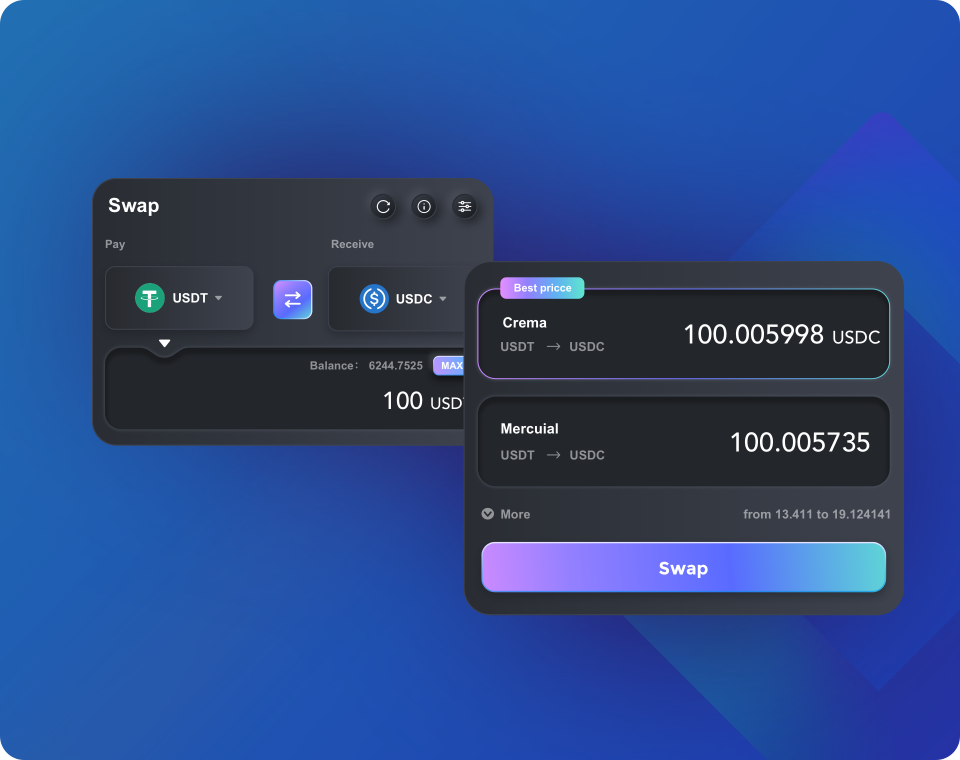 Swap
Pay
Receive
USDT
USDC
Balance: 6244.7525
MAX
100 USDT
Best pricce
Crema
USDT → USDC
100.005998 USDC
Mercuial
USDT → USDC
100.005735
More
from 13.411 to 19.124141
Swap